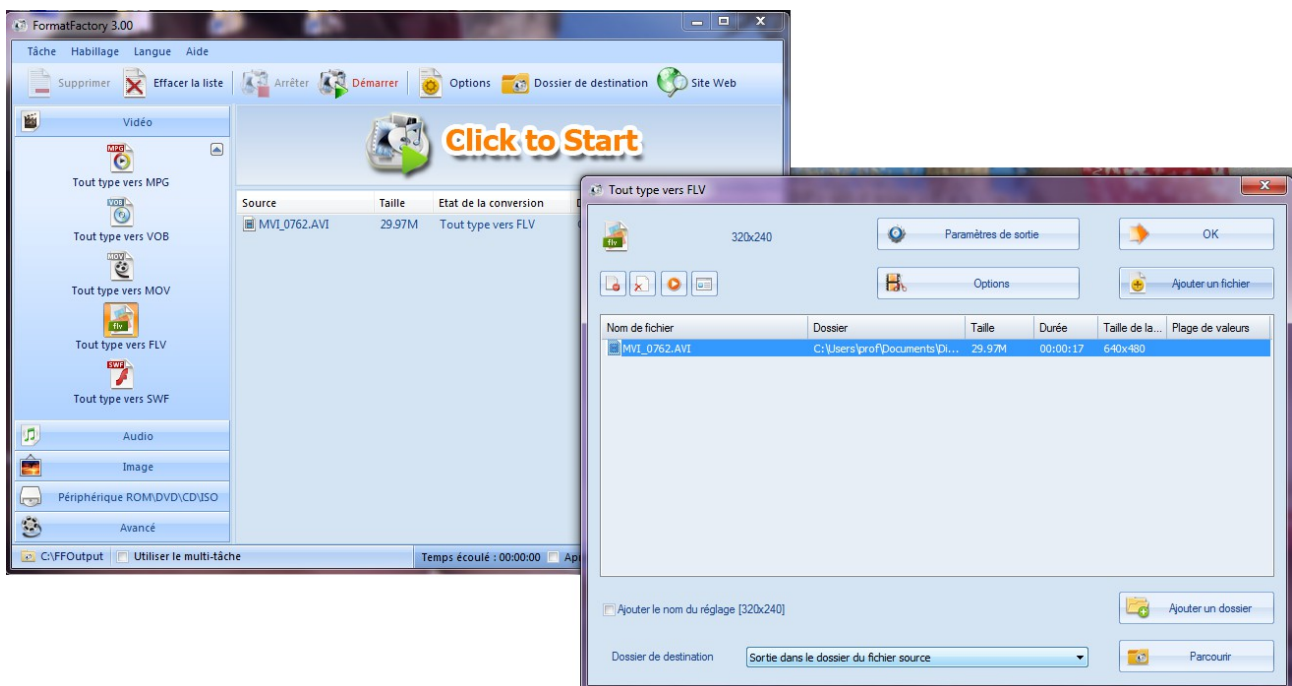 FormatFactory 3.00
Tâche Habillage Langue Aide
Supprimer Effacer la liste Arrêter Démarrer Options Dossier de destination Site Web
Vidéo
MPG
Tout type vers MPG
VOB
Tout type vers VOB
MOV
Tout type vers MOV
flv
Tout type vers FLV
SWF
Tout type vers SWF
Audio
Image
Périphérique ROM\DVD\CD\ISO
Avancé
Click to Start
Source Taille Etat de la conversion
MVI_0762.AVI 29.97M Tout type vers FLV
C:\FFOutput Utiliser le multi-tâche Temps écoulé : 00:00:00
Tout type vers FLV
flv 320x240 Paramètres de sortie OK
Options Ajouter un fichier
Nom de fichier Dossier Taille Durée Taille de la... Plage de valeurs
MVI_0762.AVI C:\Users\prof\Documents\Di... 29.97M 00:00:17 640x480
Ajouter le nom du réglage [320x240] Ajouter un dossier
Dossier de destination Sortie dans le dossier du fichier source Parcourir